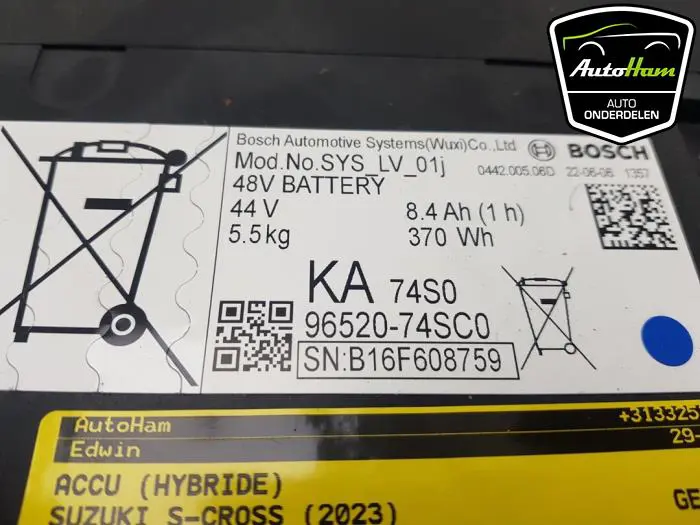 AutoHam
AUTO
ONDERDELEN
Bosch Automotive Systems(Wuxi)Co.,Ltd
BOSCH
Mod.No.SYS_LV_01j
0442.005.06D 22-06-06 1357
48V BATTERY
44 V 8.4 Ah (1 h)
5.5kg 370 Wh
KA 74S0
96520-74SC0
SN:B16F608759
AutoHam +313325
Edwin 29-
ACCU (HYBRIDE)
SUZUKI S-CROSS (2023)